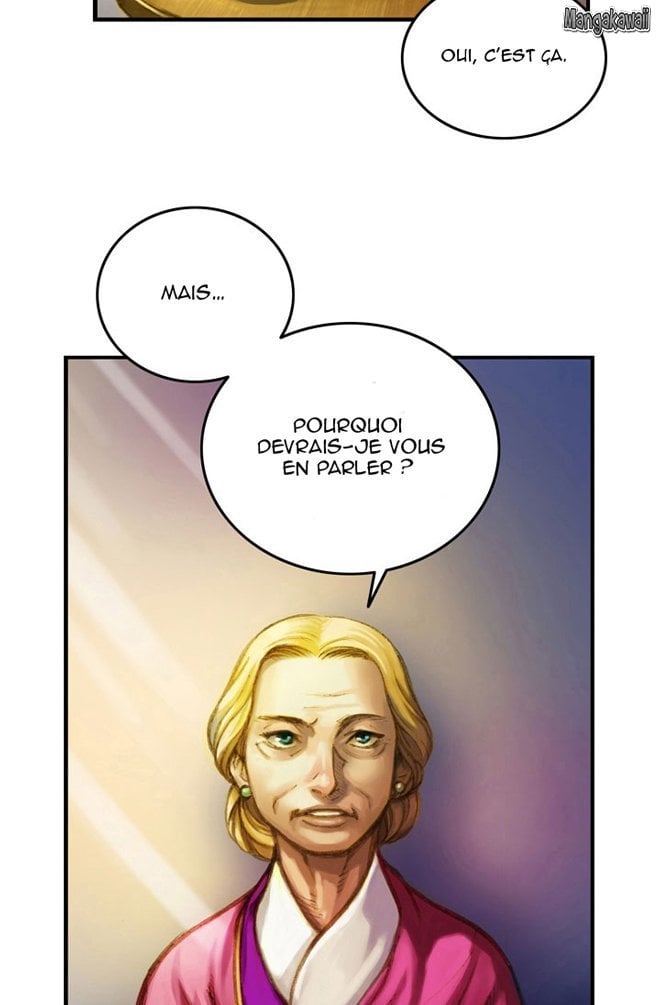 Mangakawaii
OUI, C'EST ÇA.
MAIS...
POURQUOI
DEVRAIS-JE VOUS
EN PARLER ?